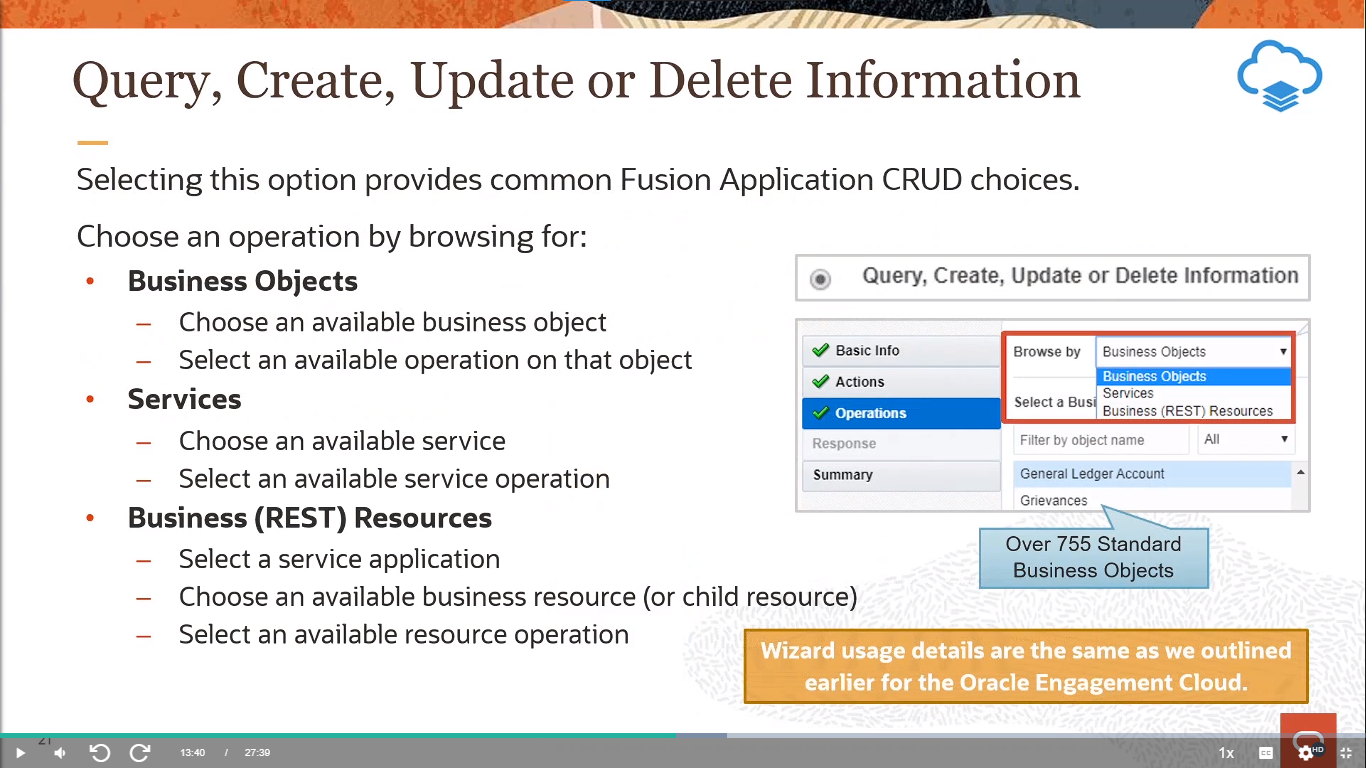 Query, Create, Update or Delete Information
Selecting this option provides common Fusion Application CRUD choices.
Choose an operation by browsing for:
• Business Objects
– Choose an available business object
– Select an available operation on that object
• Services
– Choose an available service
– Select an available service operation
• Business (REST) Resources
– Select a service application
– Choose an available business resource (or child resource)
– Select an available resource operation
Query, Create, Update or Delete Information
Basic Info
Actions
Operations
Response
Summary
Browse by
Business Objects
Business Objects
Services
Business (REST) Resources
Select a Busi
Filter by object name
All
General Ledger Account
Grievances
Over 755 Standard
Business Objects
Wizard usage details are the same as we outlined
earlier for the Oracle Engagement Cloud.
21
13:40 / 27:39
1x
CC
HD